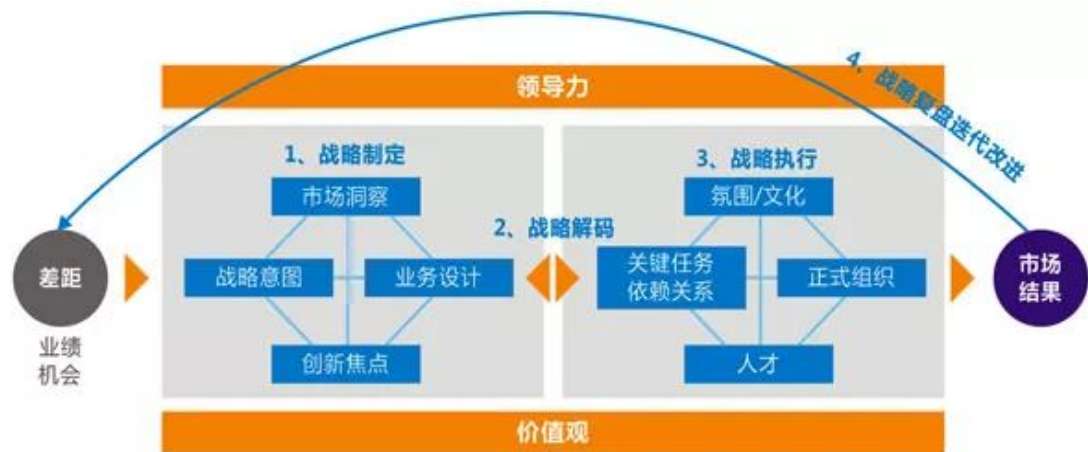 领导力
4、战略复盘迭代改进
1、战略制定
市场洞察
战略意图
业务设计
创新焦点
2、战略解码
3、战略执行
氛围/文化
关键任务
依赖关系
正式组织
人才
差距
业绩
机会
市场
结果
价值观